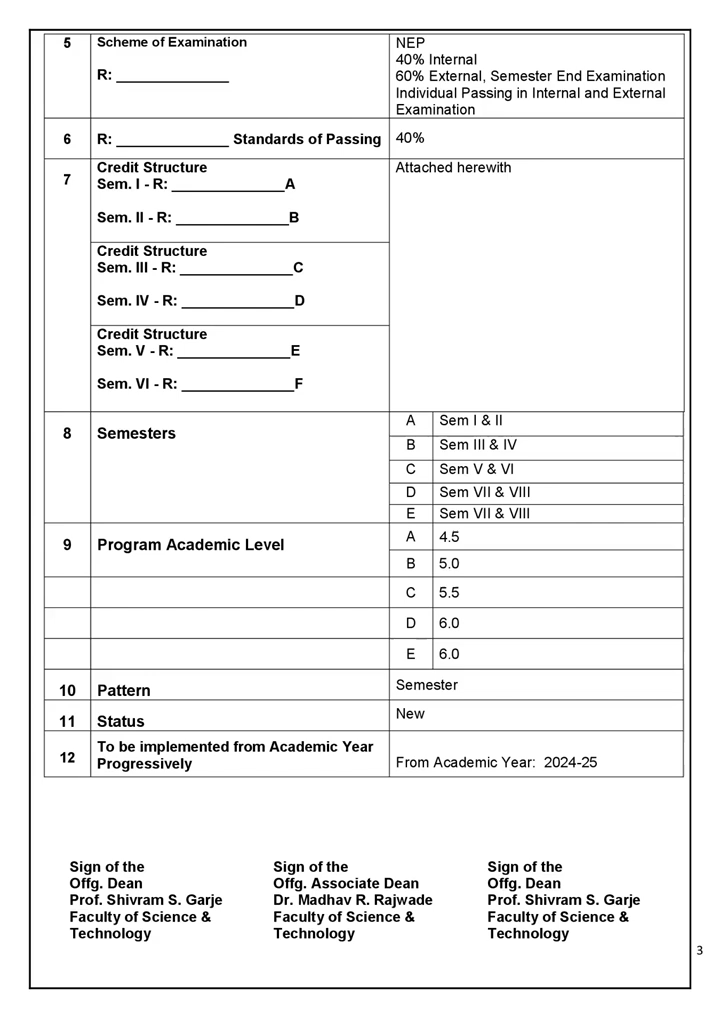 5 Scheme of Examination NEP
40% Internal
R: ______________ 60% External, Semester End Examination
Individual Passing in Internal and External
Examination
6 R: ______________ Standards of Passing 40%
7 Credit Structure Attached herewith
Sem. I - R: ______________A
Sem. II - R: ______________B
Credit Structure
Sem. III - R: ______________C
Sem. IV - R: ______________D
Credit Structure
Sem. V - R: ______________E
Sem. VI - R: ______________F
8 Semesters A Sem I & II
B Sem III & IV
C Sem V & VI
D Sem VII & VIII
E Sem VII & VIII
9 Program Academic Level A 4.5
B 5.0
C 5.5
D 6.0
E 6.0
10 Pattern Semester
11 Status New
12 To be implemented from Academic Year
Progressively From Academic Year: 2024-25
Sign of the Sign of the Sign of the
Offg. Dean Offg. Associate Dean Offg. Dean
Prof. Shivram S. Garje Dr. Madhav R. Rajwade Prof. Shivram S. Garje
Faculty of Science & Faculty of Science & Faculty of Science &
Technology Technology Technology
3